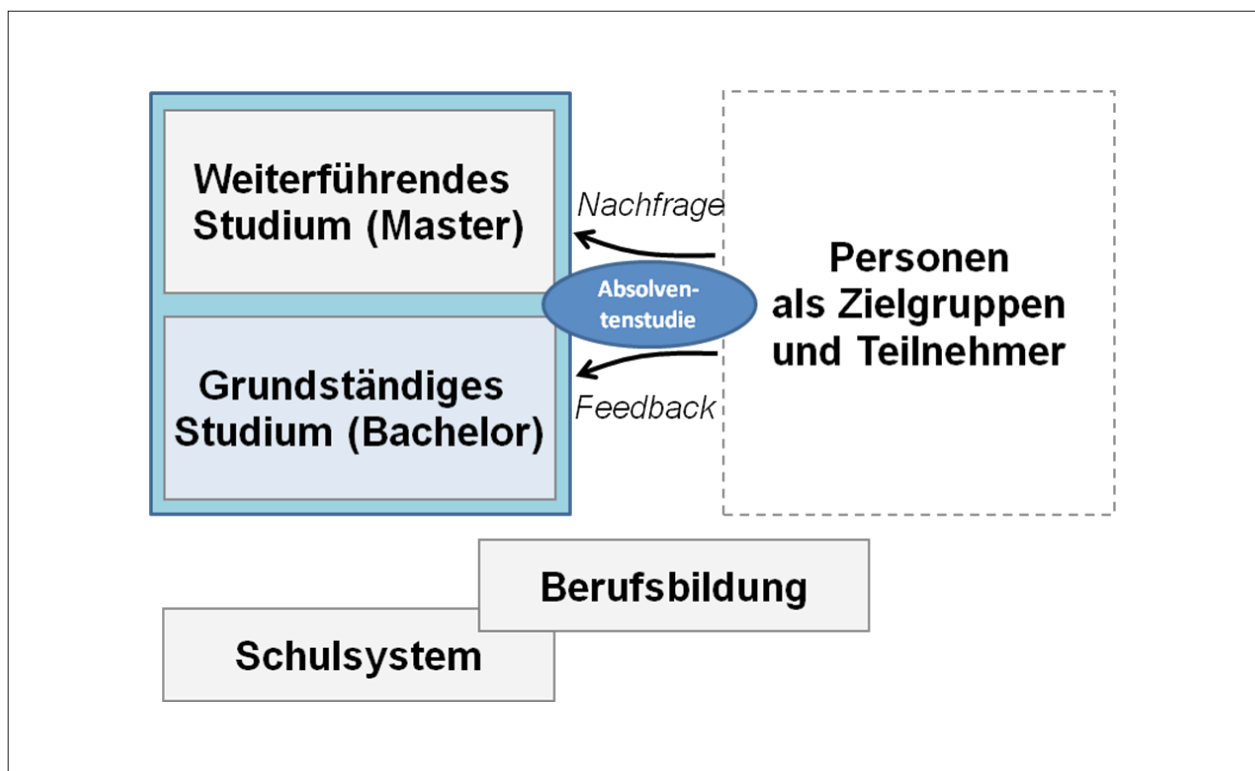 Weiterführendes
Studium (Master)
Nachfrage
Absolven-
tenstudie
Personen
als Zielgruppen
und Teilnehmer
Grundständiges
Studium (Bachelor)
Feedback
Berufsbildung
Schulsystem